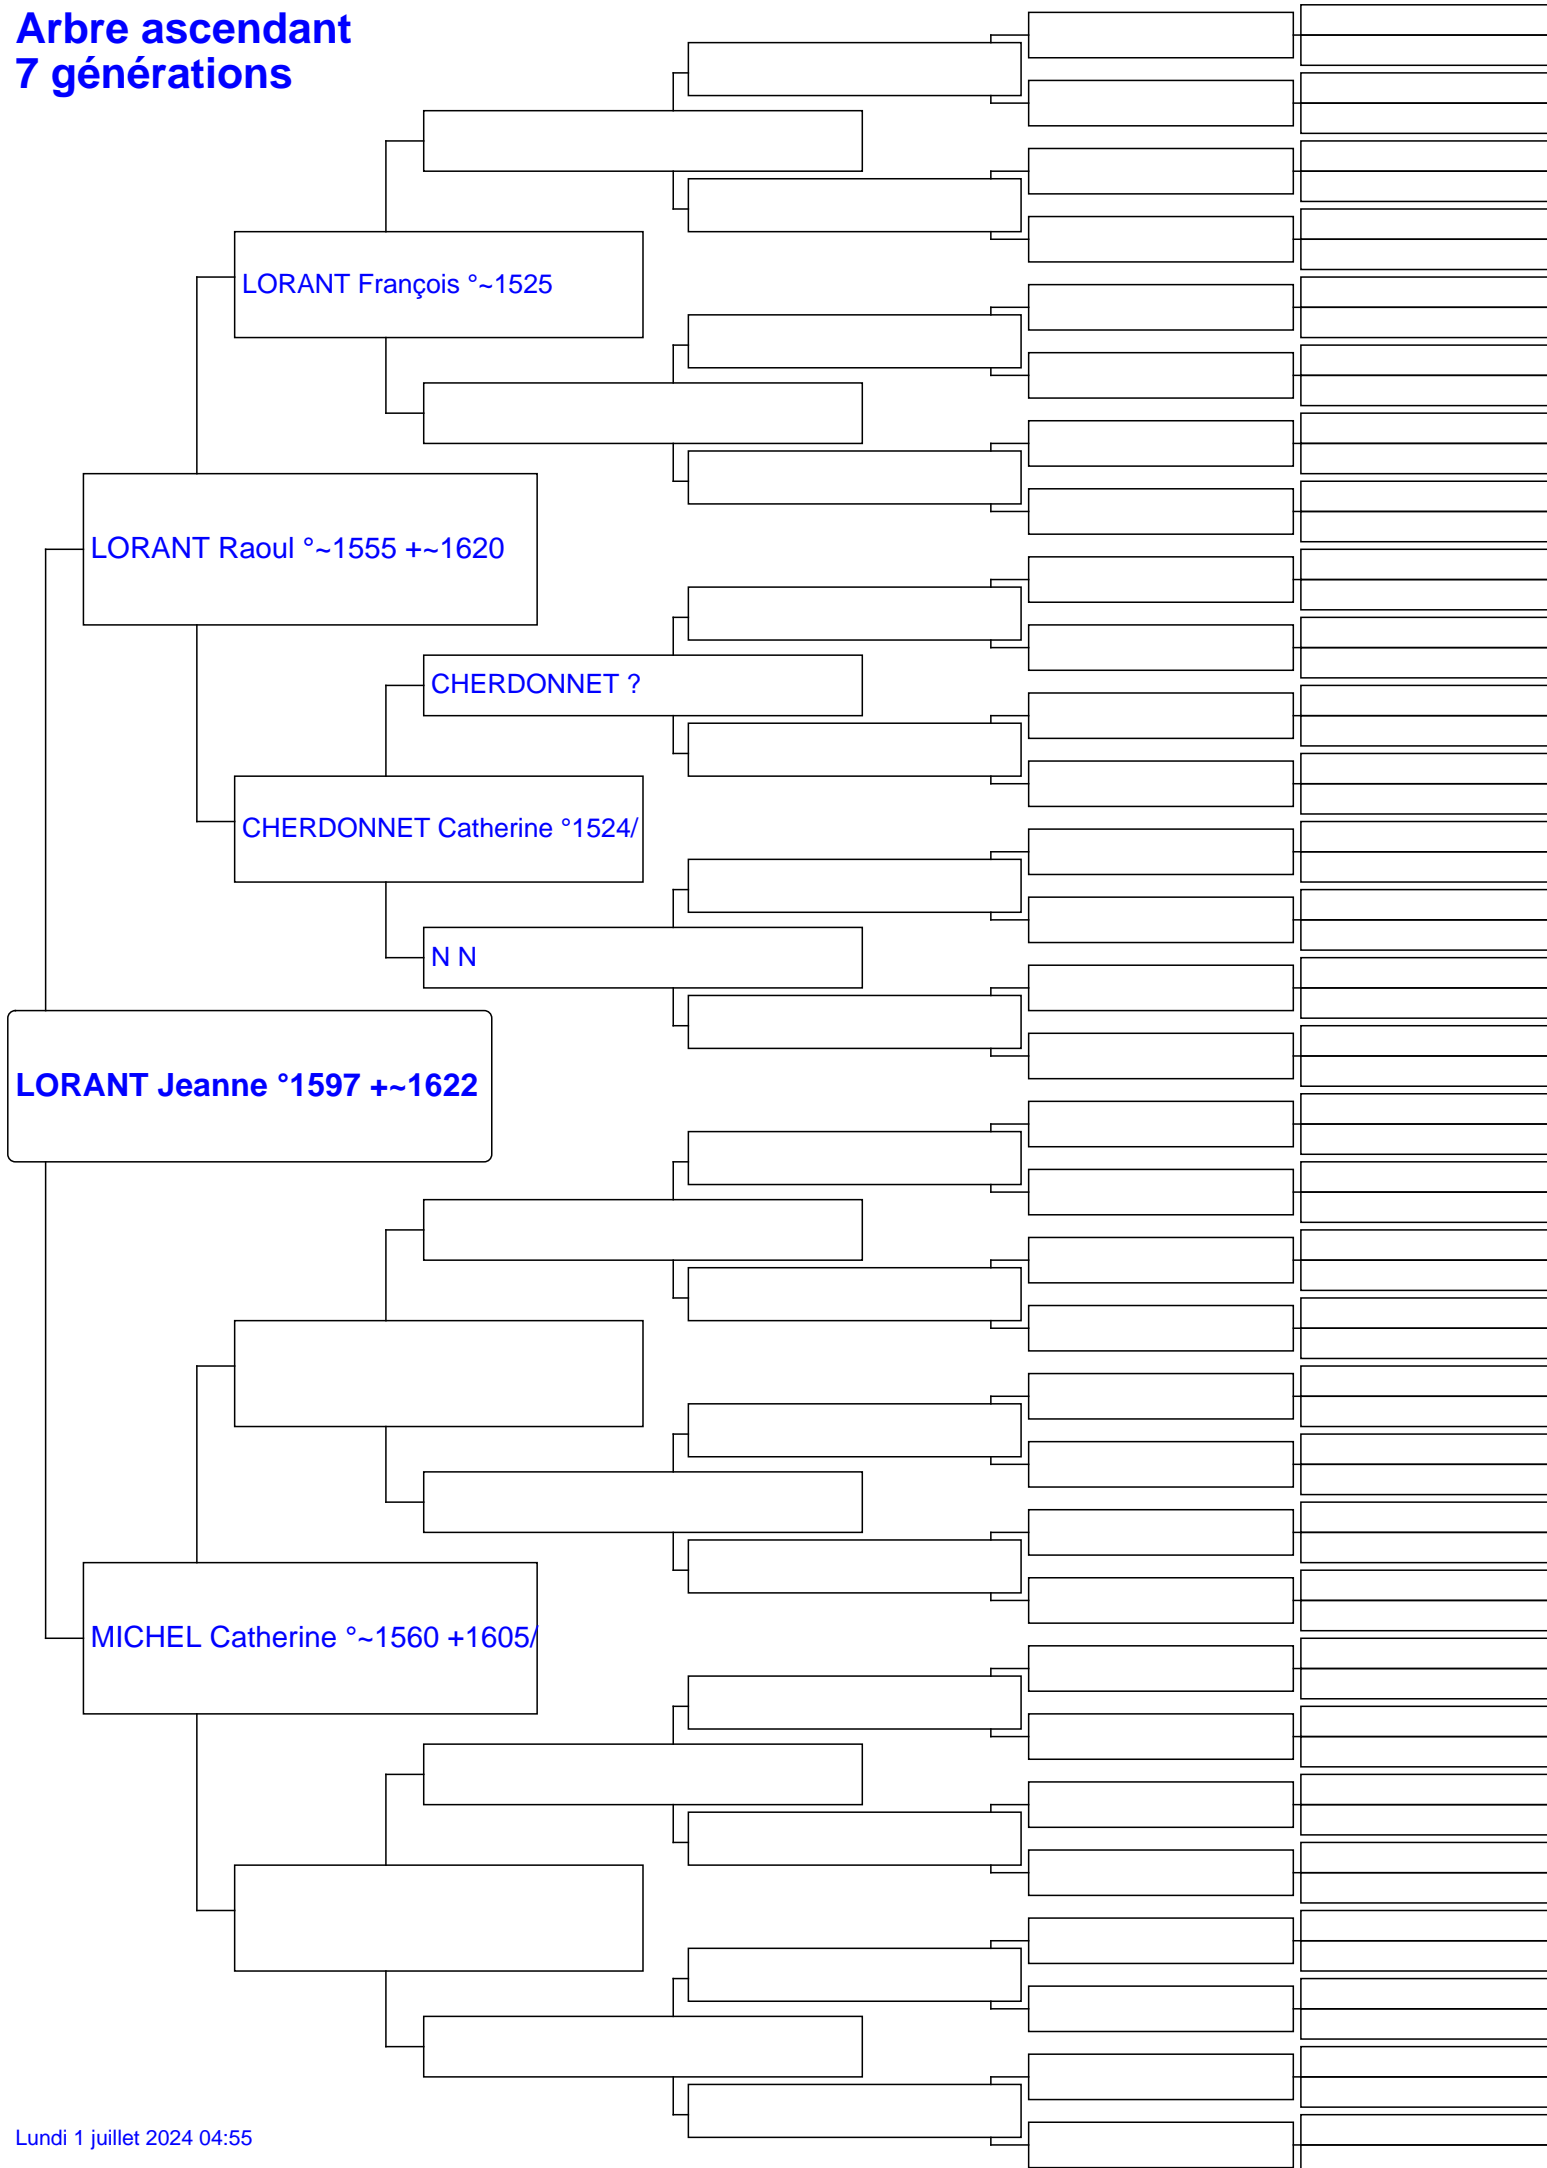 Arbre ascendant
7 générations
LORANT François °~1525
LORANT Raoul °~1555 +~1620
CHERDONNET ?
CHERDONNET Catherine °1524/
N N
LORANT Jeanne °1597 +~1622
MICHEL Catherine °~1560 +1605/
Lundi 1 juillet 2024 04:55